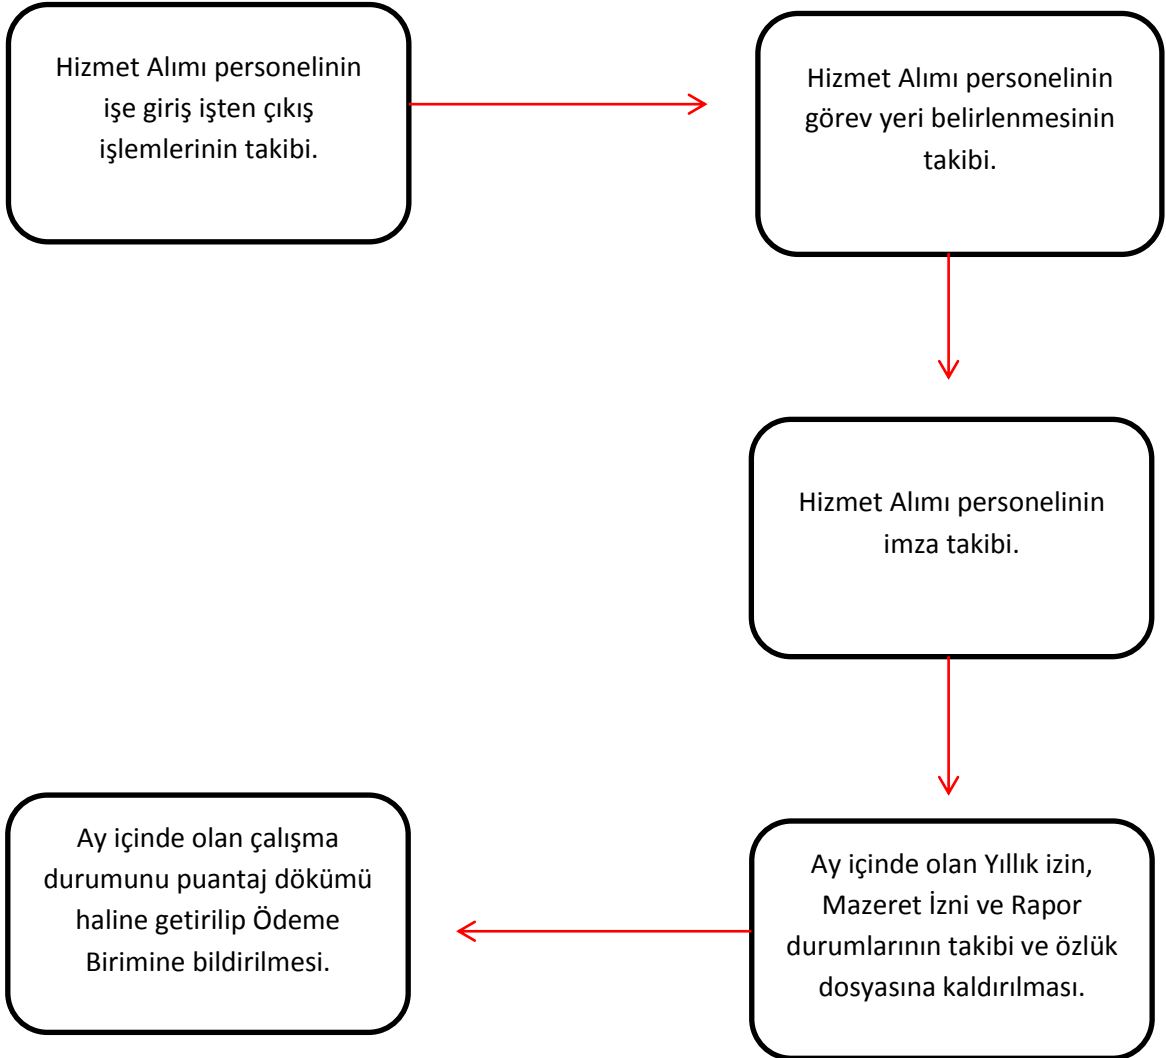 Hizmet Alımı personelinin
işe giriş işten çıkış
işlemlerinin takibi.
Hizmet Alımı personelinin
görev yeri belirlenmesinin
takibi.
Hizmet Alımı personelinin
imza takibi.
Ay içinde olan Yıllık izin,
Mazeret İzni ve Rapor
durumlarının takibi ve özlük
dosyasına kaldırılması.
Ay içinde olan çalışma
durumunu puantaj dökümü
haline getirilip Ödeme
Birimine bildirilmesi.